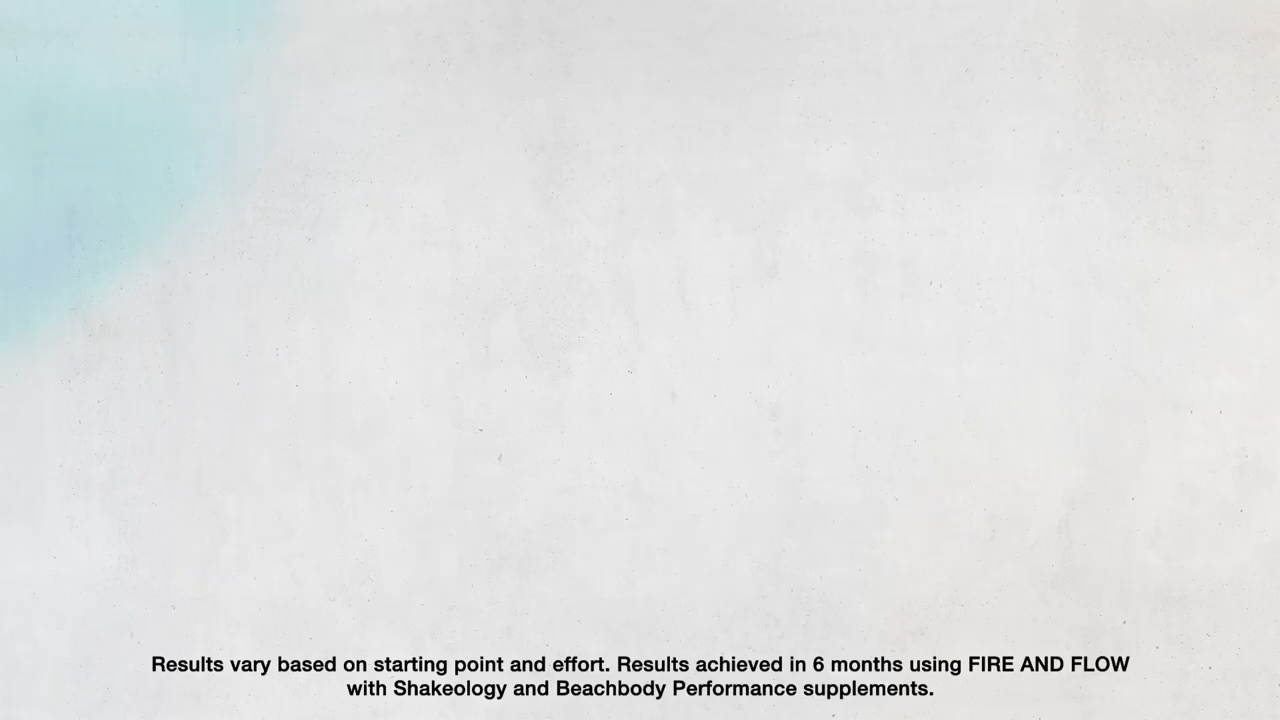 Results vary based on starting point and effort. Results achieved in 6 months using FIRE AND FLOW
with Shakeology and Beachbody Performance supplements.